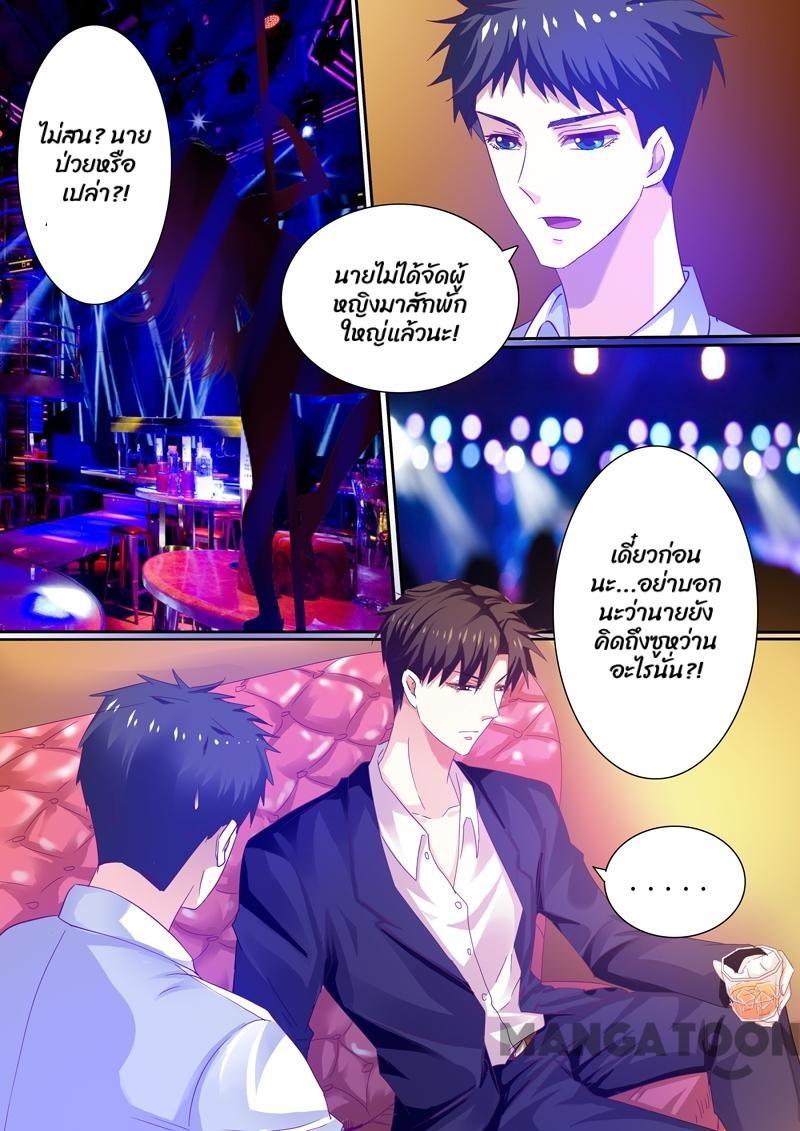 ไม่สน? นาย
ป่วยหรือ
เปล่า?!
นายไม่ได้จัดผู้
หญิงมาสักพัก
ใหญ่แล้วนะ!
เดี๋ยวก่อน
นะ...อย่าบอก
นะว่านายยัง
คิดถึงซูหว่าน
อะไรนั่น?!
.....
MANGATOON